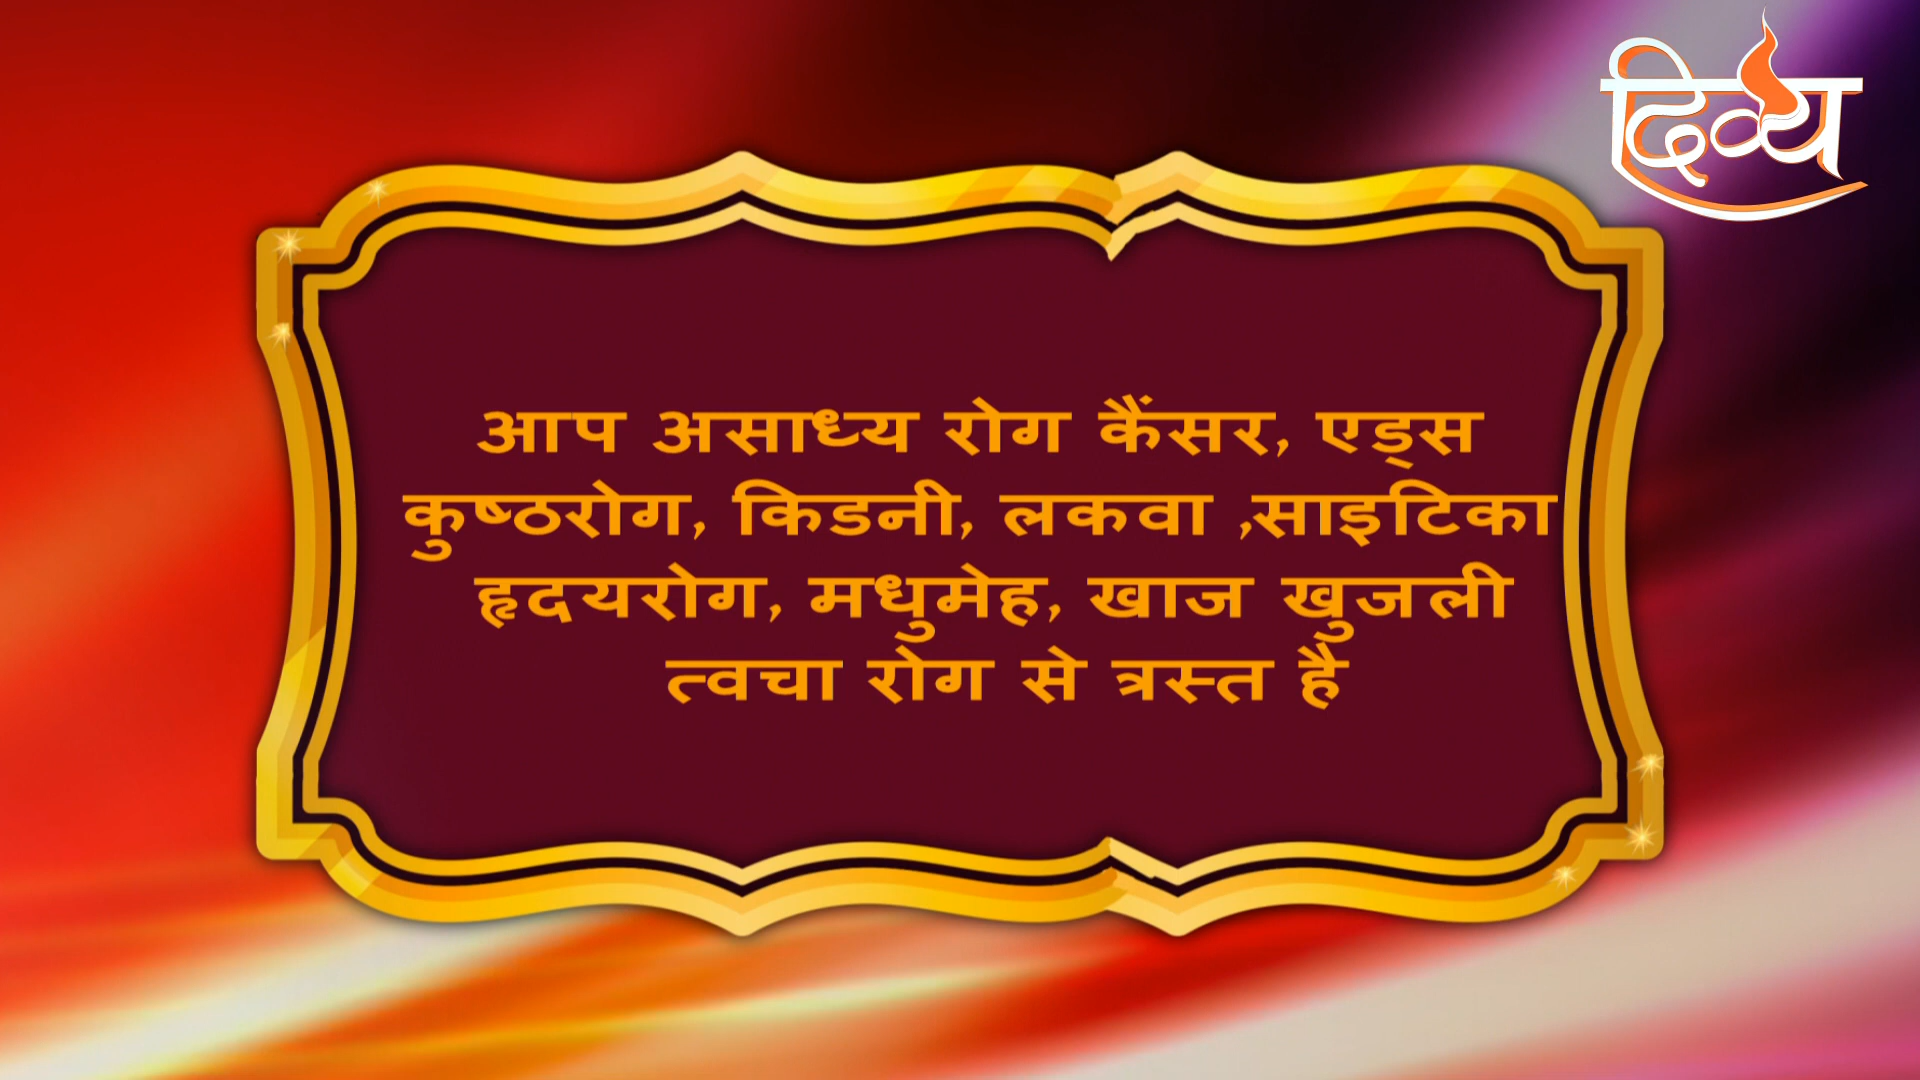 दिव्य
आप असाध्य रोग कैंसर, एड्स
कुष्ठरोग, किडनी, लकवा ,साइटिका
हृदयरोग, मधुमेह, खाज खुजली
त्वचा रोग से त्रस्त है